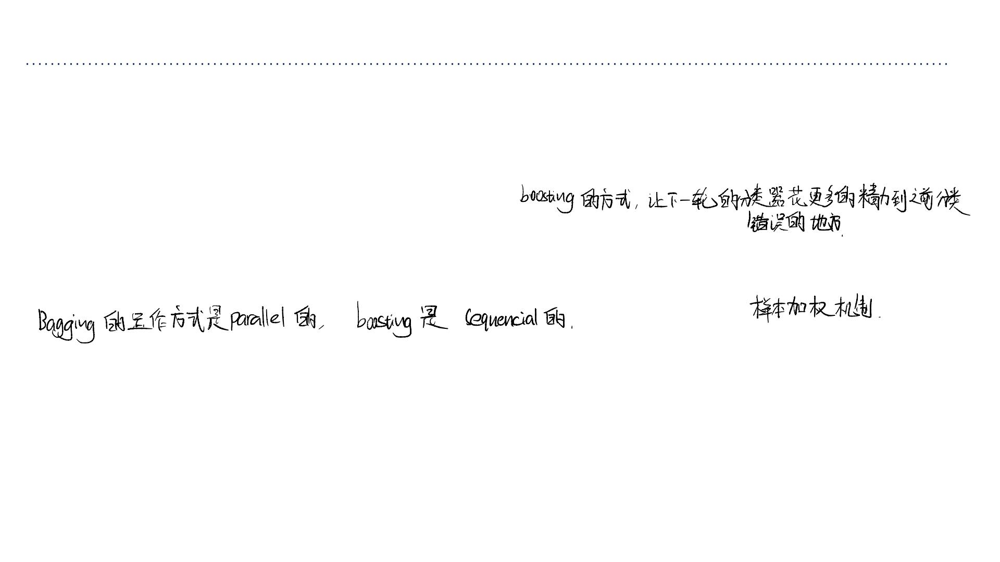 boosting 的方式, 让下一轮的分类器花更多的精力到之前分类
错误的地方.
样本加权机制.
Bagging 的工作方式是 parallel 的, boosting 是 sequencial 的.